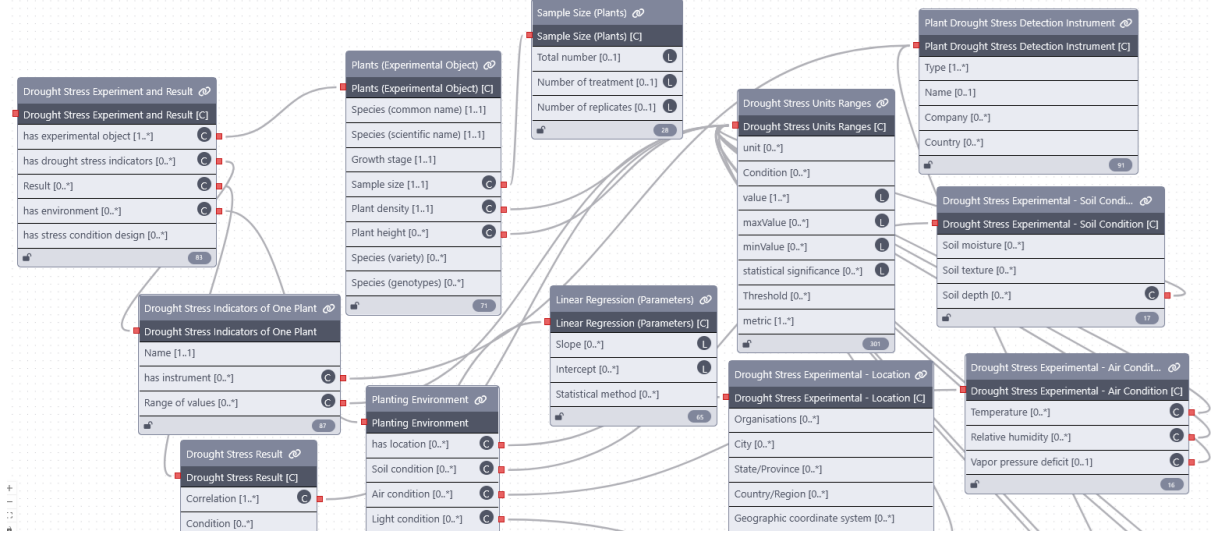 Drought Stress Experiment and Result
Drought Stress Experiment and Result [C]
has experimental object [1..*] C
has drought stress indicators [0..*] C
Result [0..*] C
has environment [0..*] C
has stress condition design [0..*]
83
Plants (Experimental Object)
Plants (Experimental Object) [C]
Species (common name) [1..1]
Species (scientific name) [1..1]
Growth stage [1..1]
Sample size [1..1] C
Plant density [1..1] C
Plant height [0..*] C
Species (variety) [0..*]
Species (genotypes) [0..*]
71
Sample Size (Plants)
Sample Size (Plants) [C]
Total number [0..1] L
Number of treatment [0..1] L
Number of replicates [0..1] L
28
Drought Stress Units Ranges
Drought Stress Units Ranges [C]
unit [0..*]
Condition [0..*]
value [1..*] L
maxValue [0..*] L
minValue [0..*] L
statistical significance [0..*] L
Threshold [0..*]
metric [1..*]
301
Plant Drought Stress Detection Instrument
Plant Drought Stress Detection Instrument [C]
Type [1..*]
Name [0..1]
Company [0..*]
Country [0..*]
91
Drought Stress Experimental - Soil Condi...
Drought Stress Experimental - Soil Condition [C]
Soil moisture [0..*]
Soil texture [0..*]
Soil depth [0..*] C
17
Drought Stress Indicators of One Plant
Drought Stress Indicators of One Plant
Name [1..1]
has instrument [0..*] C
Range of values [0..*] C
87
Linear Regression (Parameters)
Linear Regression (Parameters) [C]
Slope [0..*] L
Intercept [0..*] L
Statistical method [0..*]
65
Drought Stress Experimental - Air Condit...
Drought Stress Experimental - Air Condition [C]
Temperature [0..*] C
Relative humidity [0..*] C
Vapor pressure deficit [0..1] C
16
Drought Stress Experimental - Location
Drought Stress Experimental - Location [C]
Organisations [0..*]
City [0..*]
State/Province [0..*]
Country/Region [0..*]
Geographic coordinate system [0..*]
Planting Environment
Planting Environment
has location [0..*] C
Soil condition [0..*] C
Air condition [0..*] C
Light condition [0..*] C
Drought Stress Result
Drought Stress Result [C]
Correlation [1..*] C
Condition [0..*]